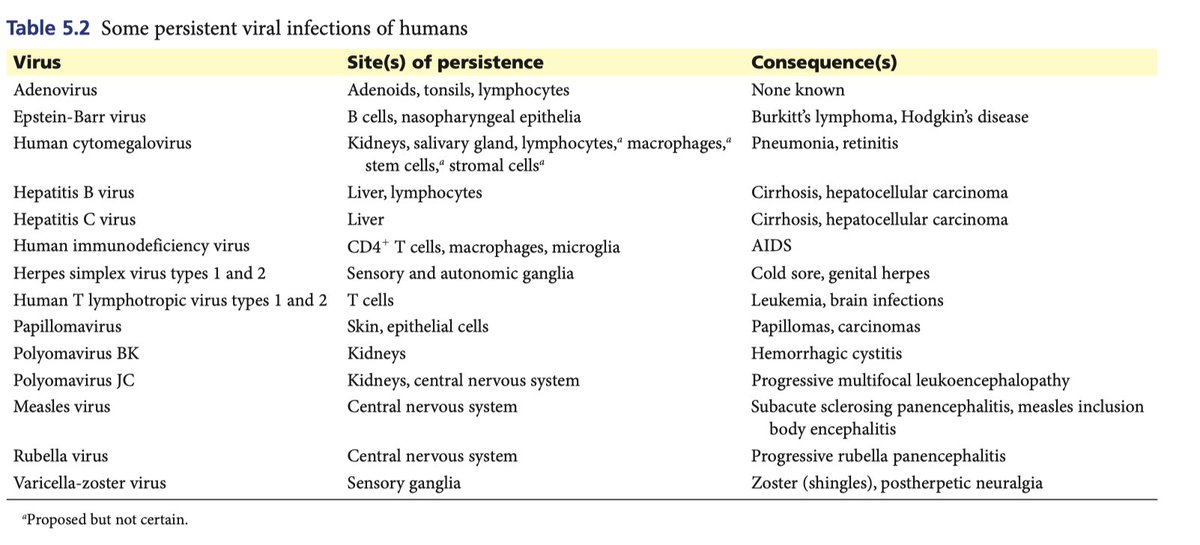 Table 5.2 Some persistent viral infections of humans
Virus Site(s) of persistence Consequence(s)
Adenovirus Adenoids, tonsils, lymphocytes None known
Epstein-Barr virus B cells, nasopharyngeal epithelia Burkitt’s lymphoma, Hodgkin’s disease
Human cytomegalovirus Kidneys, salivary gland, lymphocytes,ᵃ macrophages,ᵃ Pneumonia, retinitis
stem cells,ᵃ stromal cellsᵃ
Hepatitis B virus Liver, lymphocytes Cirrhosis, hepatocellular carcinoma
Hepatitis C virus Liver Cirrhosis, hepatocellular carcinoma
Human immunodeficiency virus CD4⁺ T cells, macrophages, microglia AIDS
Herpes simplex virus types 1 and 2 Sensory and autonomic ganglia Cold sore, genital herpes
Human T lymphotropic virus types 1 and 2 T cells Leukemia, brain infections
Papillomavirus Skin, epithelial cells Papillomas, carcinomas
Polyomavirus BK Kidneys Hemorrhagic cystitis
Polyomavirus JC Kidneys, central nervous system Progressive multifocal leukoencephalopathy
Measles virus Central nervous system Subacute sclerosing panencephalitis, measles inclusion
body encephalitis
Rubella virus Central nervous system Progressive rubella panencephalitis
Varicella-zoster virus Sensory ganglia Zoster (shingles), postherpetic neuralgia
ᵃProposed but not certain.